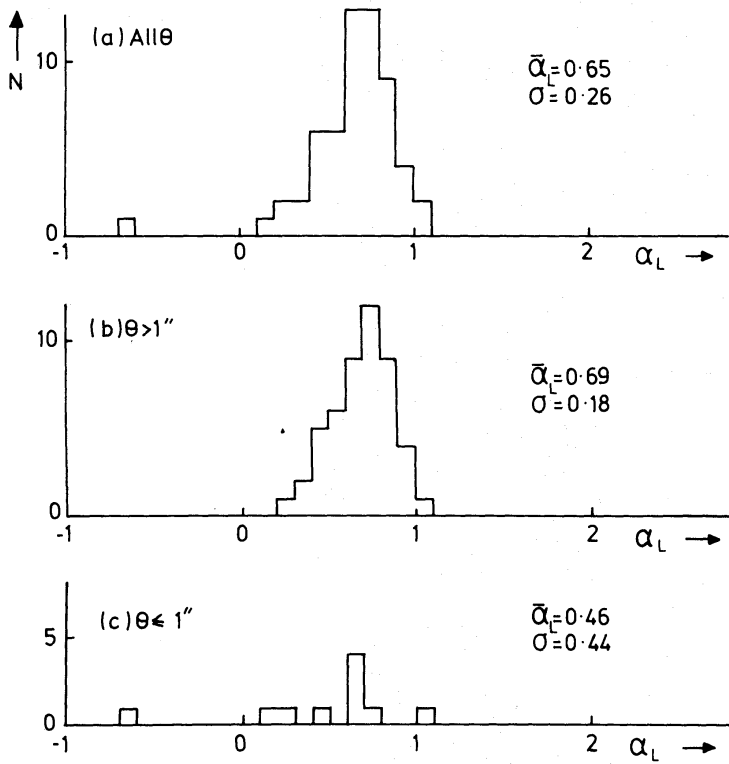 (a) All θ
10
N
ᾱL=0·65
σ=0·26
0
-1 0 1 2 αL →
(b) θ>1″
10
ᾱL=0·69
σ=0·18
0
-1 0 1 2 αL →
(c) θ⩽1″
5
ᾱL=0·46
σ=0·44
0
-1 0 1 2 αL →